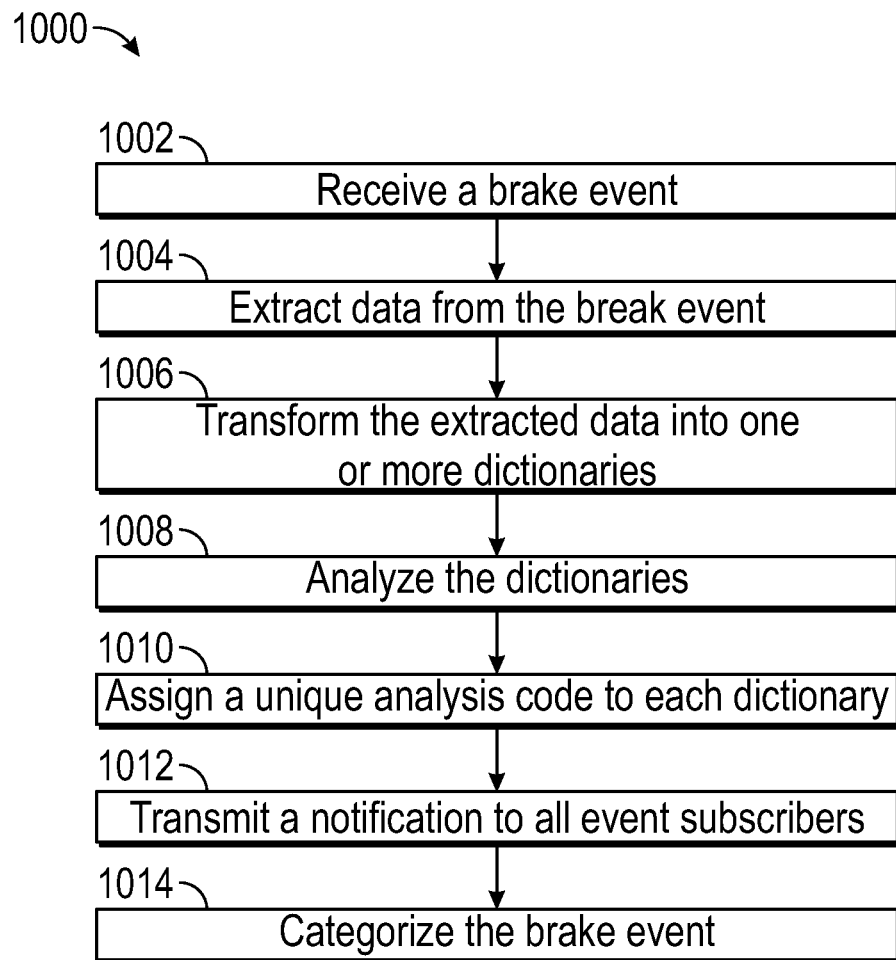 1000
1002
Receive a brake event
1004
Extract data from the break event
1006
Transform the extracted data into one
or more dictionaries
1008
Analyze the dictionaries
1010
Assign a unique analysis code to each dictionary
1012
Transmit a notification to all event subscribers
1014
Categorize the brake event